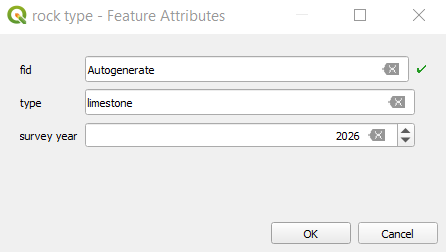 rock type - Feature Attributes
fid Autogenerate
type limestone
survey year 2026
OK Cancel